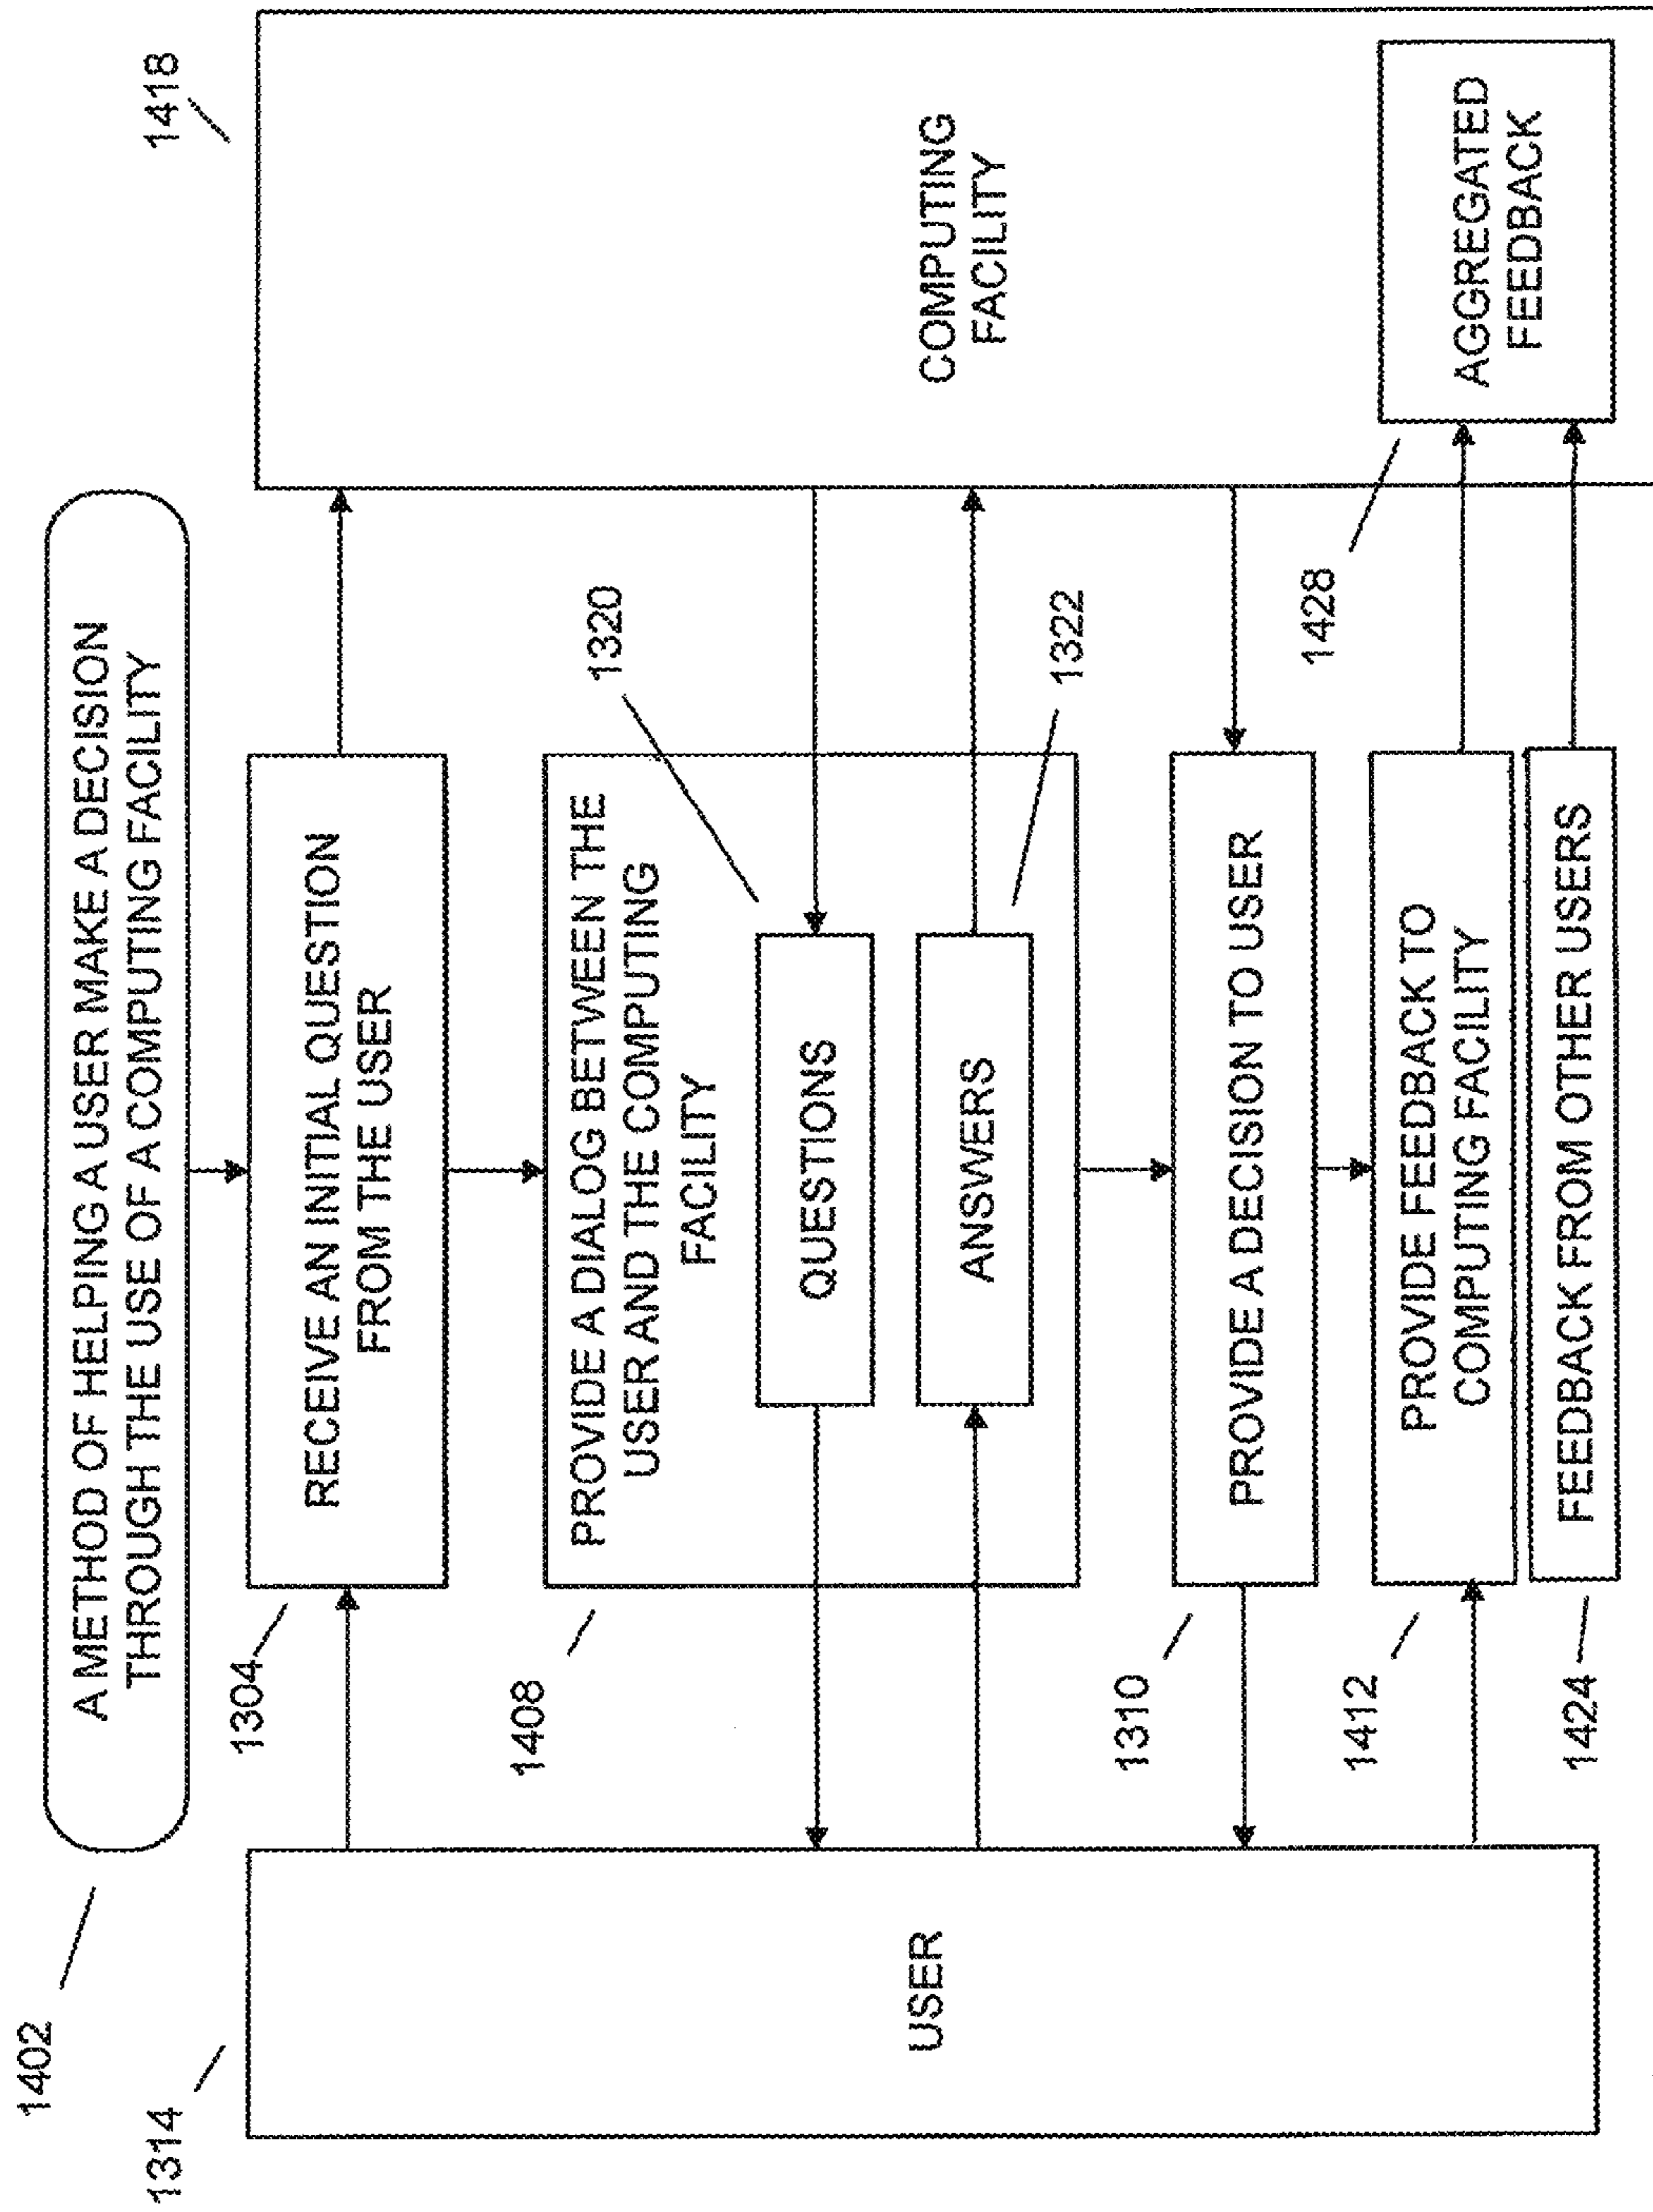 1402
A METHOD OF HELPING A USER MAKE A DECISION
THROUGH THE USE OF A COMPUTING FACILITY
1314
USER
1304
RECEIVE AN INITIAL QUESTION
FROM THE USER
1418
COMPUTING
FACILITY
1408
PROVIDE A DIALOG BETWEEN THE
USER AND THE COMPUTING
FACILITY
1320
QUESTIONS
ANSWERS
1322
1310
PROVIDE A DECISION TO USER
1412
PROVIDE FEEDBACK TO
COMPUTING FACILITY
1428
AGGREGATED
FEEDBACK
1424
FEEDBACK FROM OTHER USERS